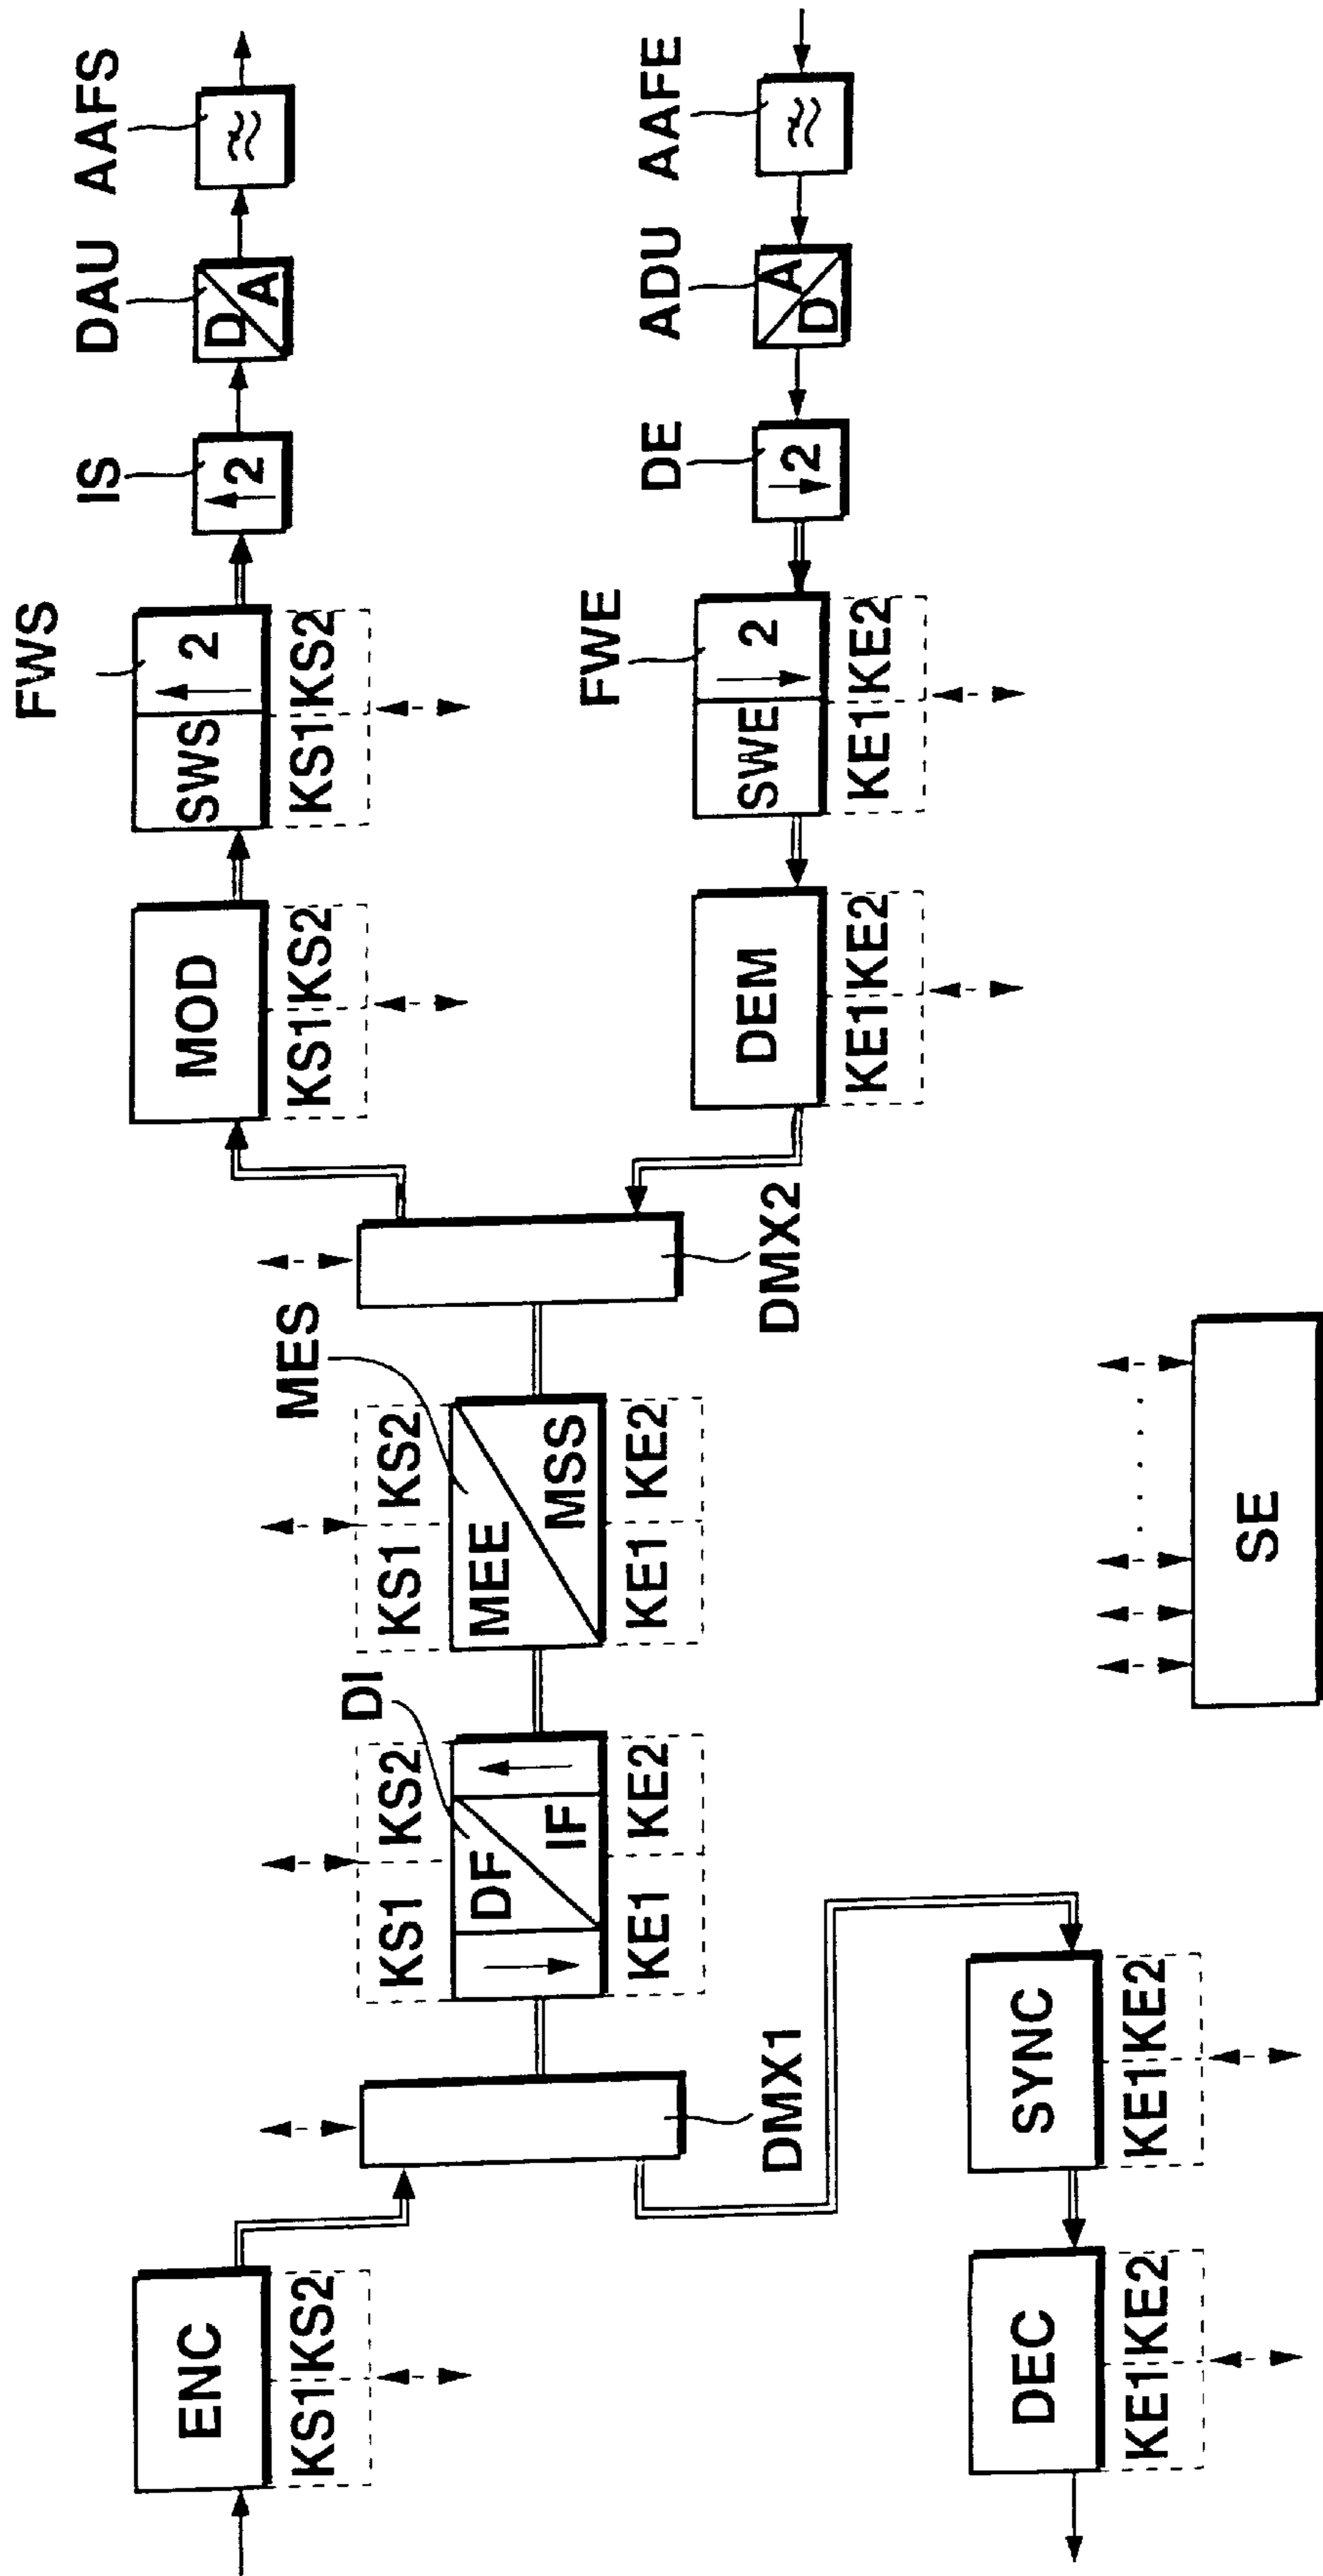 FWS
IS
DAU
AAFS
ENC
KS1 KS2
MOD
KS1 KS2
SWS
2
KS1 KS2
2
D
A
DI
MES
KS1 KS2
KS1 KS2
DF
IF
MEE
MSS
KE1 KE2
KE1 KE2
DMX1
DMX2
FWE
DE
ADU
AAFE
DEM
KE1 KE2
SWE
2
KE1 KE2
2
A
D
DEC
KE1 KE2
SYNC
KE1 KE2
SE